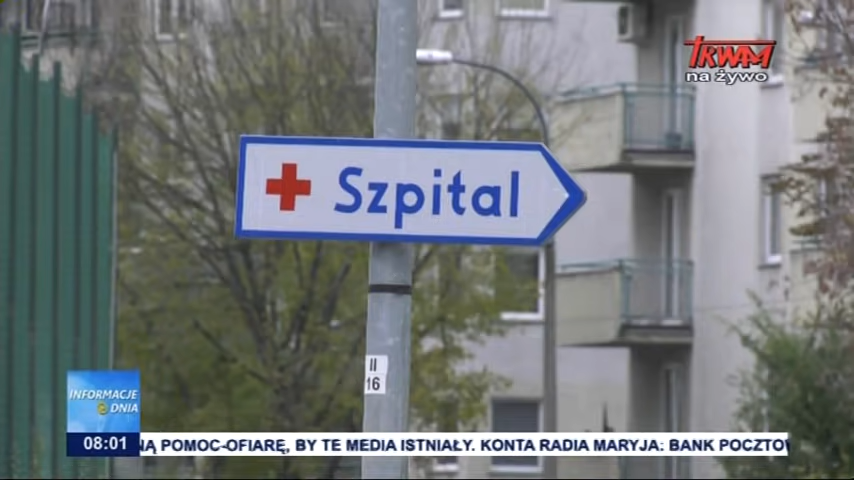 TRWAM
na żywo
Szpital
II
16
INFORMACJE
DNIA
08:01
NĄ POMOC-OFIARĘ, BY TE MEDIA ISTNIAŁY. KONTA RADIA MARYJA: BANK POCZTOW